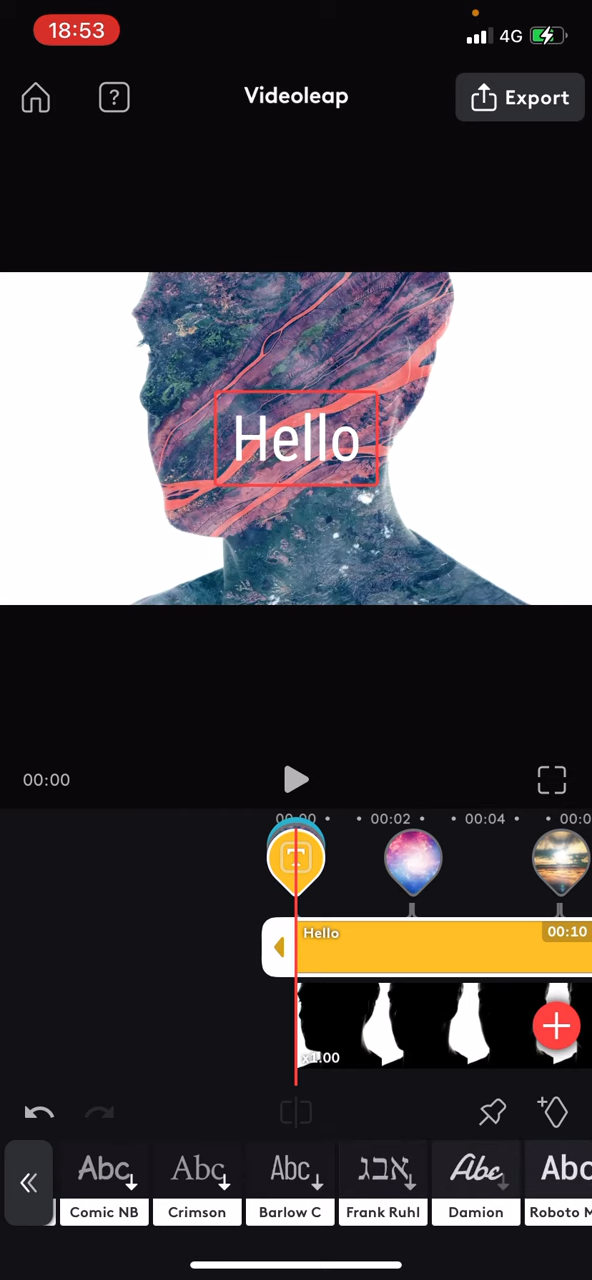 18:53
4G
?
Videoleap
Export
Hello
00:00
00:00
00:02
00:04
T
Hello
00:10
x1.00
Abc
Abc
Abc
אבג
Abc
Abc
Comic NB
Crimson
Barlow C
Frank Ruhl
Damion
Roboto M